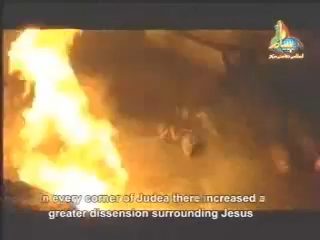 in every corner of Judea there increased a
greater dissension surrounding Jesus